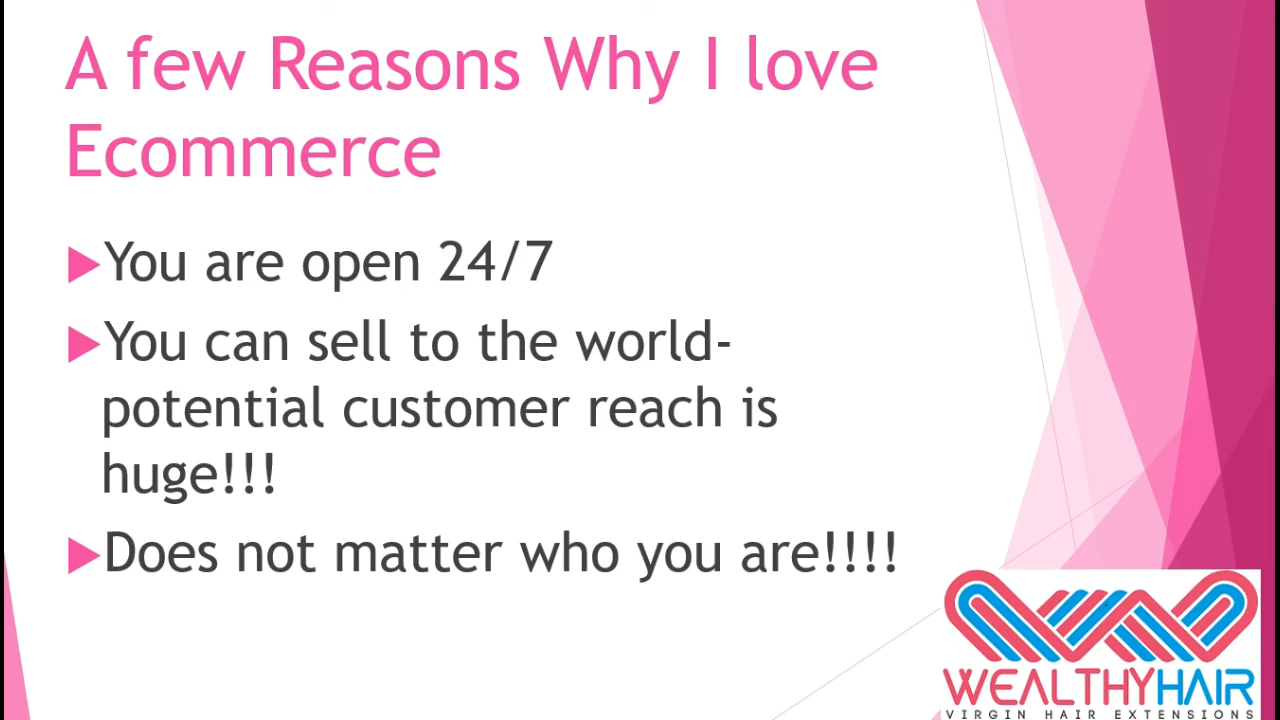 A few Reasons Why I love
Ecommerce
You are open 24/7
You can sell to the world-
potential customer reach is
huge!!!
Does not matter who you are!!!!
WEALTHYHAIR
VIRGIN HAIR EXTENSIONS